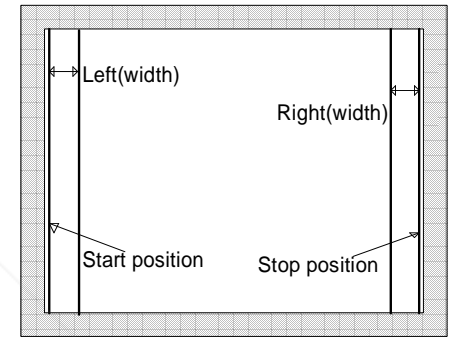 Left(width)
Right(width)
Start position
Stop position